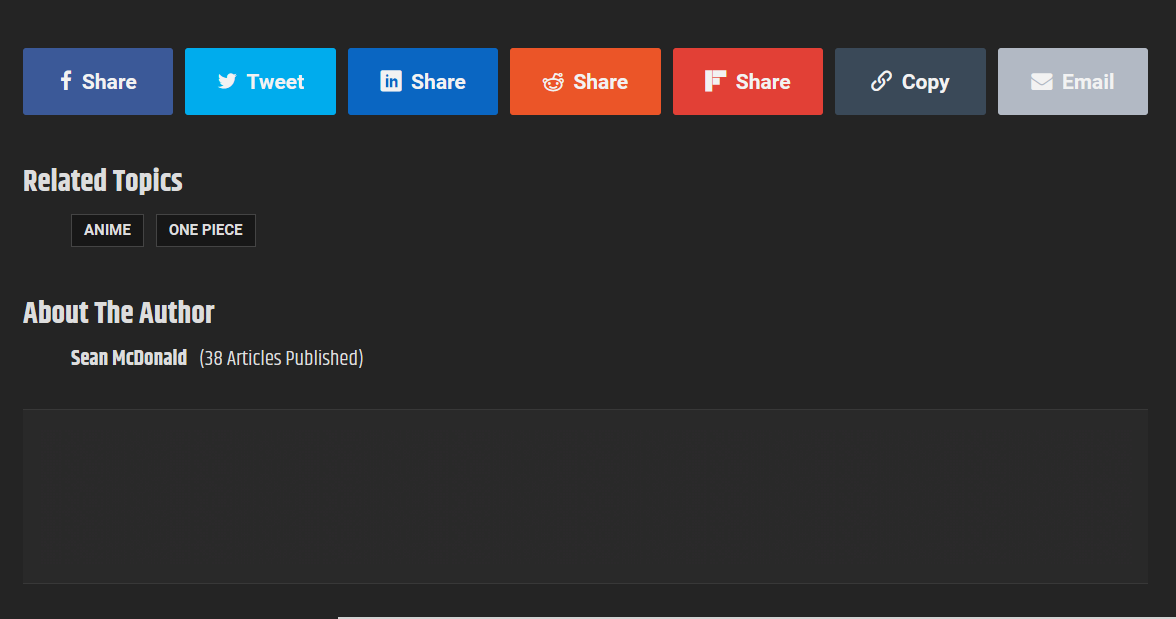 Share Tweet Share Share Share Copy Email
Related Topics
ANIME ONE PIECE
About The Author
Sean McDonald (38 Articles Published)